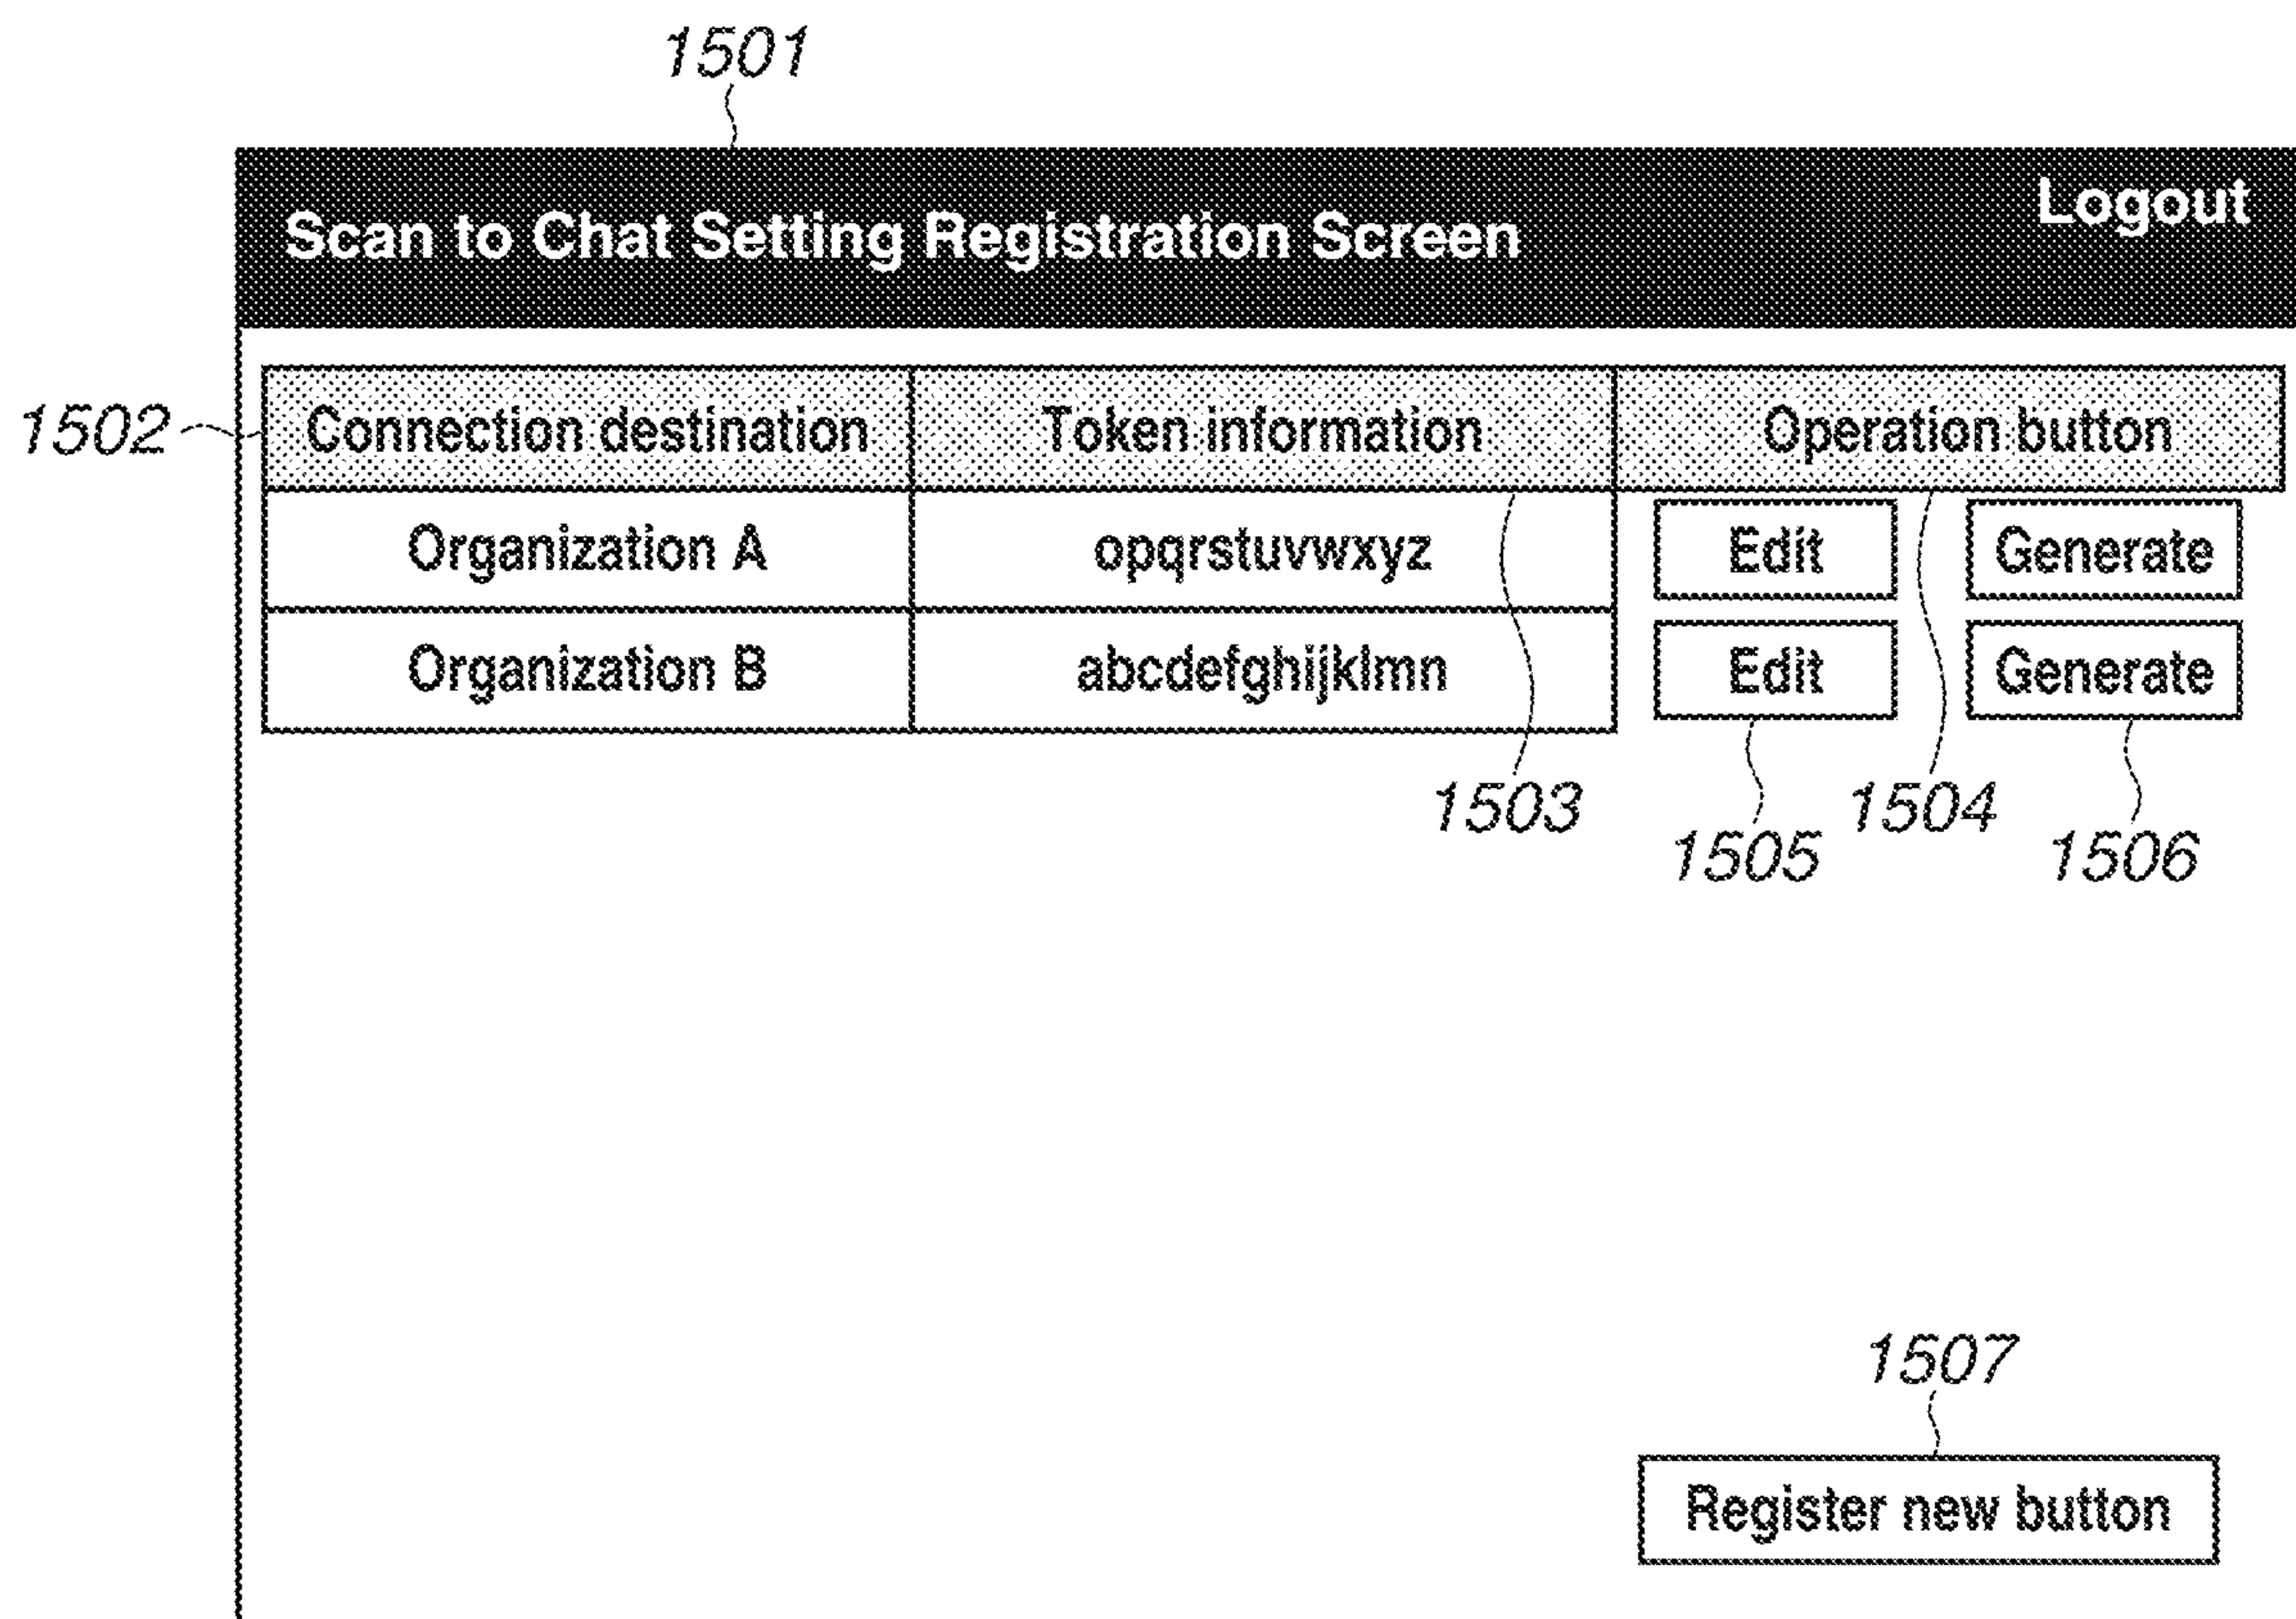 1501
Logout
Scan to Chat Setting Registration Screen
1502
Connection destination Token information Operation button
Organization A opqrstuvwxyz Edit Generate
Organization B abcdefghijklmn Edit Generate
1503 1504
1505 1506
1507
Register new button